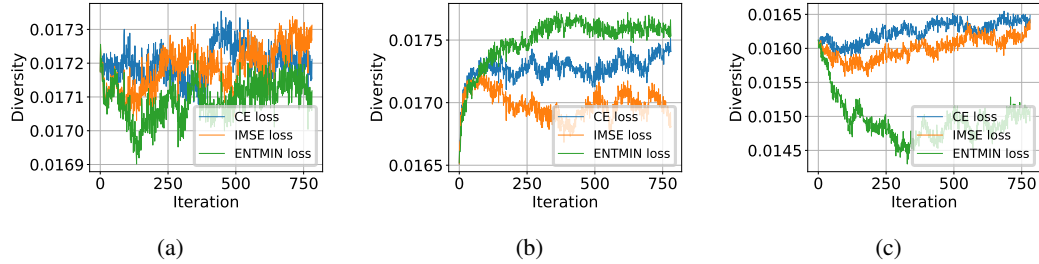 0.0173
0.0172
0.0171
0.0170
0.0169
Diversity
0 250 500 750
Iteration
CE loss
IMSE loss
ENTMIN loss
(a)
0.0175
0.0170
0.0165
Diversity
0 250 500 750
Iteration
CE loss
IMSE loss
ENTMIN loss
(b)
0.0165
0.0160
0.0155
0.0150
0.0145
Diversity
0 250 500 750
Iteration
CE loss
IMSE loss
ENTMIN loss
(c)